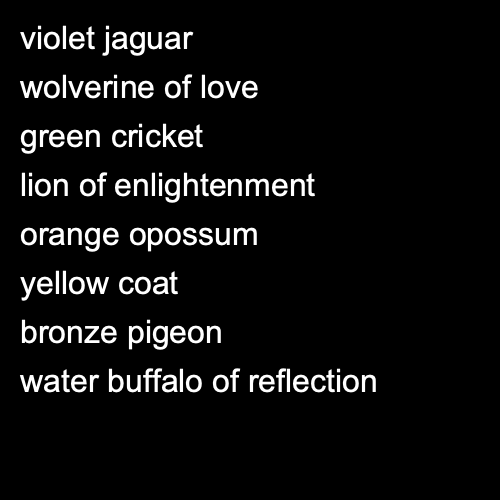 violet jaguar
wolverine of love
green cricket
lion of enlightenment
orange opossum
yellow coat
bronze pigeon
water buffalo of reflection